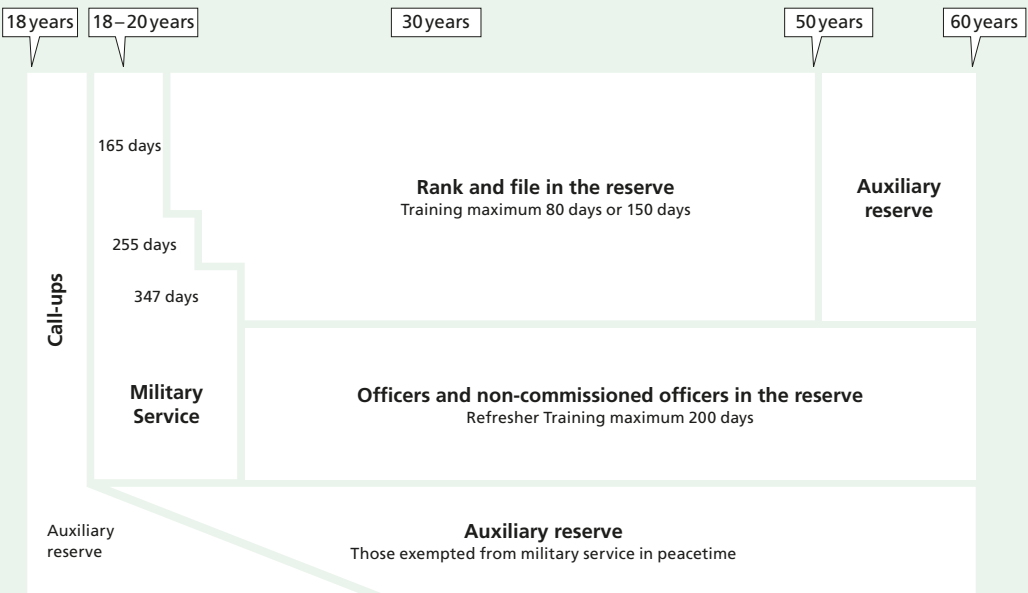 18 years
18–20 years
30 years
50 years
60 years
Call-ups
165 days
255 days
347 days
Military
Service
Rank and file in the reserve
Training maximum 80 days or 150 days
Auxiliary
reserve
Officers and non-commissioned officers in the reserve
Refresher Training maximum 200 days
Auxiliary
reserve
Auxiliary reserve
Those exempted from military service in peacetime